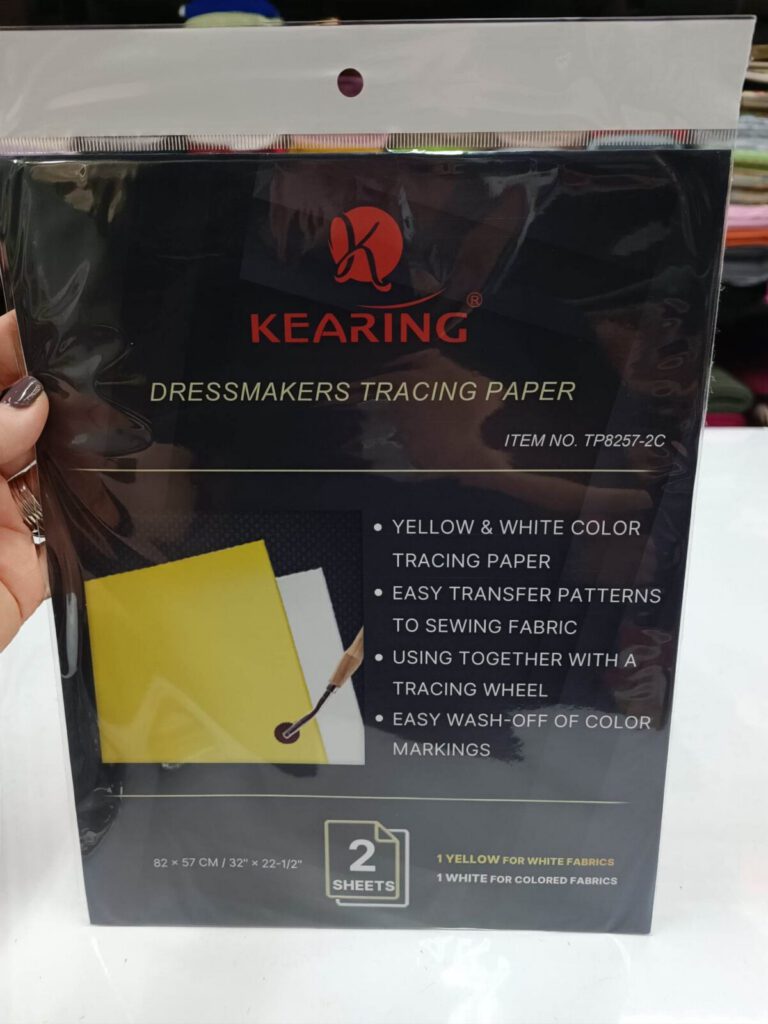 K
KEARING®
DRESSMAKERS TRACING PAPER
ITEM NO. TP8257-2C
• YELLOW & WHITE COLOR
TRACING PAPER
• EASY TRANSFER PATTERNS
TO SEWING FABRIC
• USING TOGETHER WITH A
TRACING WHEEL
• EASY WASH-OFF OF COLOR
MARKINGS
82 × 57 CM / 32" × 22-1/2"
2
SHEETS
1 YELLOW FOR WHITE FABRICS
1 WHITE FOR COLORED FABRICS